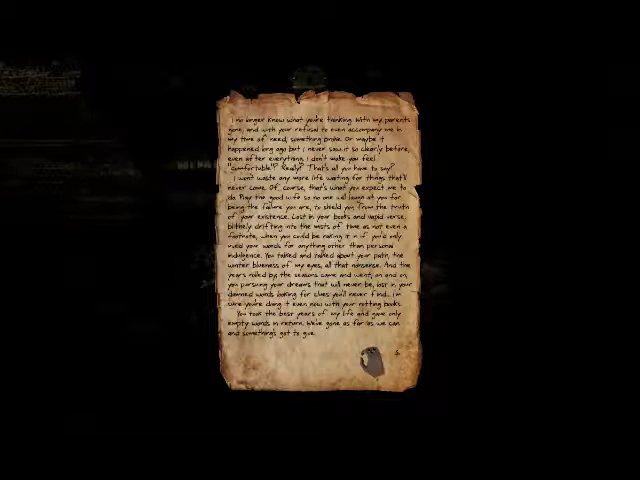 I no longer know what you're thinking. With my parents
gone, and with your refusal to even accompany me in
my time of need, something broke. Or maybe it
happened long ago but I never saw it so clearly before,
even after everything. I don't make you feel
"comfortable"? Really? That's all you have to say?
I won't waste any more life waiting for things that'll
never come. Of course, that's what you expect me to
do. Play the good wife so no one will laugh at you for
being the failure you are, to shield you from the truth
of your existence. Lost in your books and vapid verse,
blithely drifting into the mists of time as not even a
footnote, when you could be raking it in if you'd only
used your words for anything other than personal
indulgence. You talked and talked about your path, the
winter blueness of my eyes, all that nonsense. And the
years rolled by, the seasons came and went, on and on,
you pursuing your dreams that will never be, lost in your
damned words looking for clues you'll never find... I'm
sure you're doing it even now with your rotting books.
You took the best years of my life and gave only
empty words in return. We've gone as far as we can
and something's got to give.